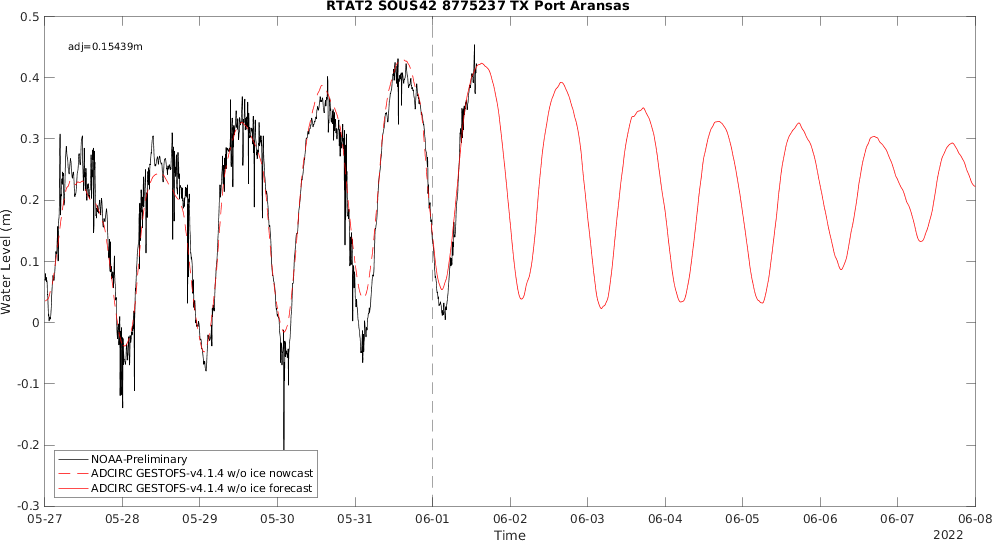 RTAT2 SOUS42 8775237 TX Port Aransas
adj=0.15439m
Water Level (m)
0.5
0.4
0.3
0.2
0.1
0
-0.1
-0.2
-0.3
NOAA-Preliminary
ADCIRC GESTOFS-v4.1.4 w/o ice nowcast
ADCIRC GESTOFS-v4.1.4 w/o ice forecast
05-27 05-28 05-29 05-30 05-31 06-01 06-02 06-03 06-04 06-05 06-06 06-07 06-08
Time
2022